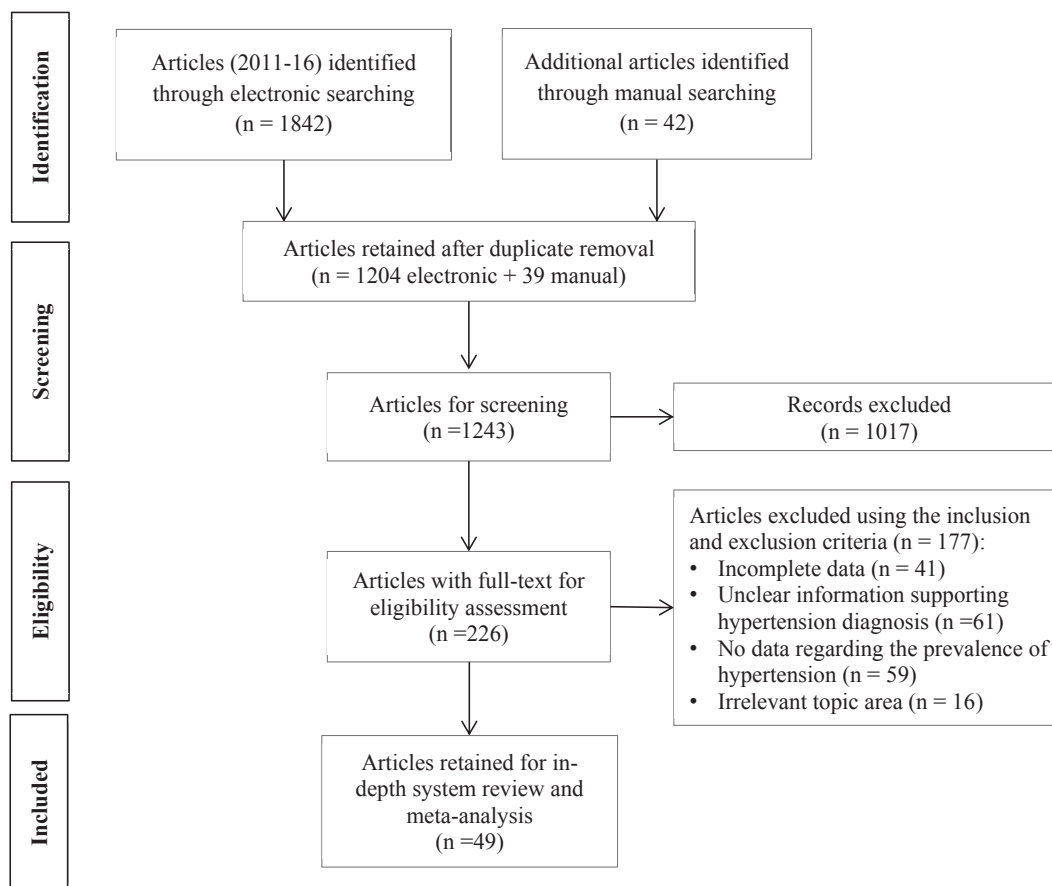 Identification
Articles (2011-16) identified
through electronic searching
(n = 1842)
Additional articles identified
through manual searching
(n = 42)
Screening
Articles retained after duplicate removal
(n = 1204 electronic + 39 manual)
Articles for screening
(n =1243)
Records excluded
(n = 1017)
Eligibility
Articles with full-text for
eligibility assessment
(n =226)
Articles excluded using the inclusion
and exclusion criteria (n = 177):
• Incomplete data (n = 41)
• Unclear information supporting
hypertension diagnosis (n =61)
• No data regarding the prevalence of
hypertension (n = 59)
• Irrelevant topic area (n = 16)
Included
Articles retained for in-
depth system review and
meta-analysis
(n =49)